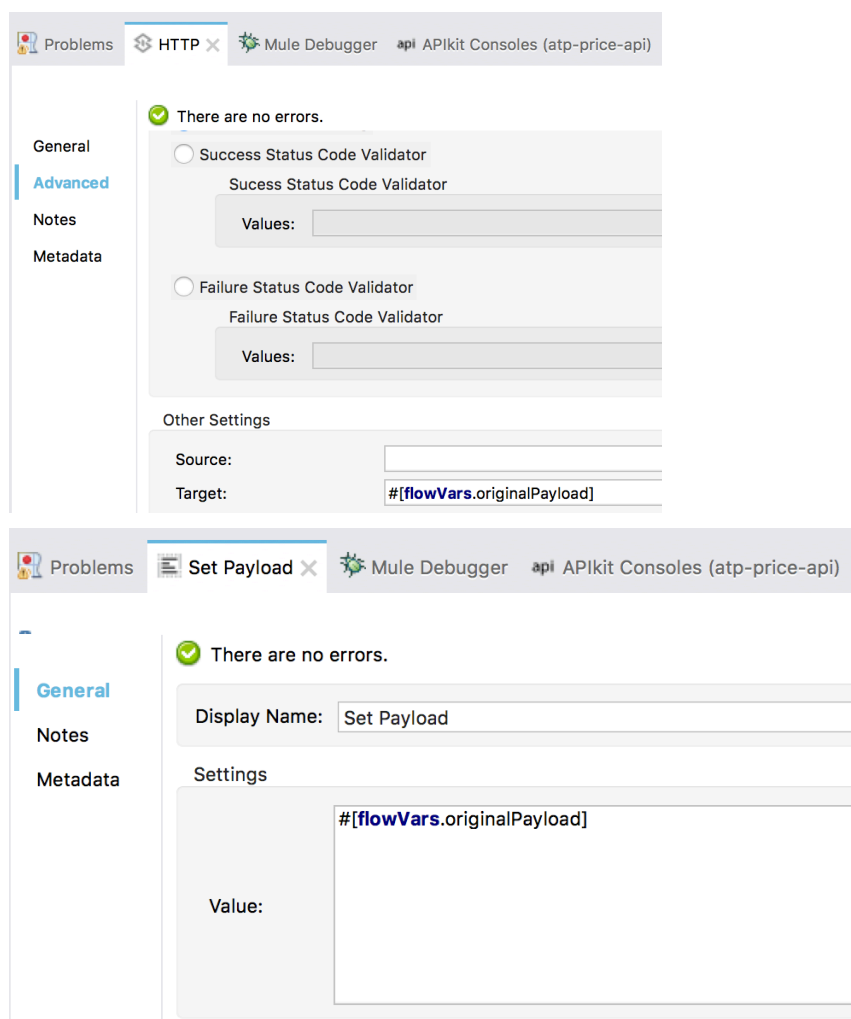 Problems HTTP Mule Debugger api APIkit Consoles (atp-price-api)
There are no errors.
General
Advanced
Notes
Metadata
Success Status Code Validator
Sucess Status Code Validator
Values:
Failure Status Code Validator
Failure Status Code Validator
Values:
Other Settings
Source:
Target: #[flowVars.originalPayload]
Problems Set Payload Mule Debugger api APIkit Consoles (atp-price-api)
There are no errors.
General
Notes
Metadata
Display Name: Set Payload
Settings
Value: #[flowVars.originalPayload]